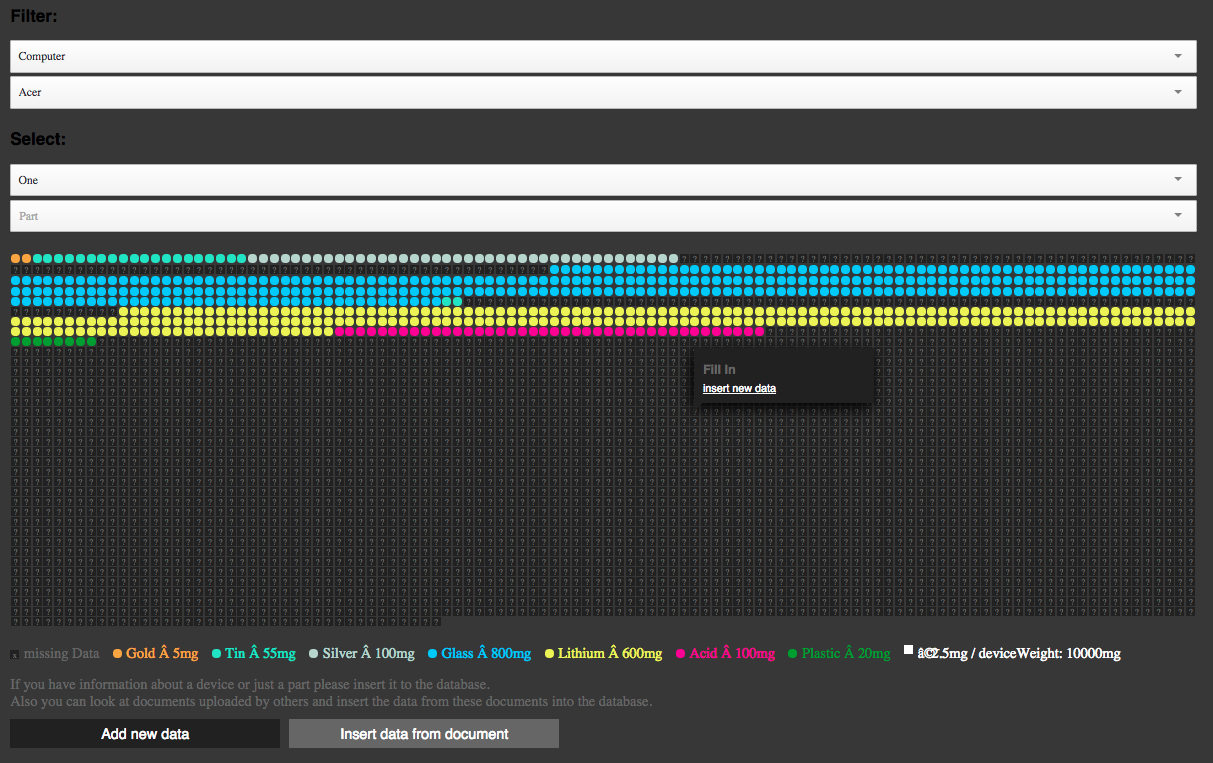 Filter:
Computer
Acer
Select:
One
Part
Fill In
insert new data
? missing Data Gold Â 5mg Tin Â 55mg Silver Â 100mg Glass Â 800mg Lithium Â 600mg Acid Â 100mg Plastic Â 20mg 2.5mg / deviceWeight: 10000mg
If you have information about a device or just a part please insert it to the database.
Also you can look at documents uploaded by others and insert the data from these documents into the database.
Add new data Insert data from document